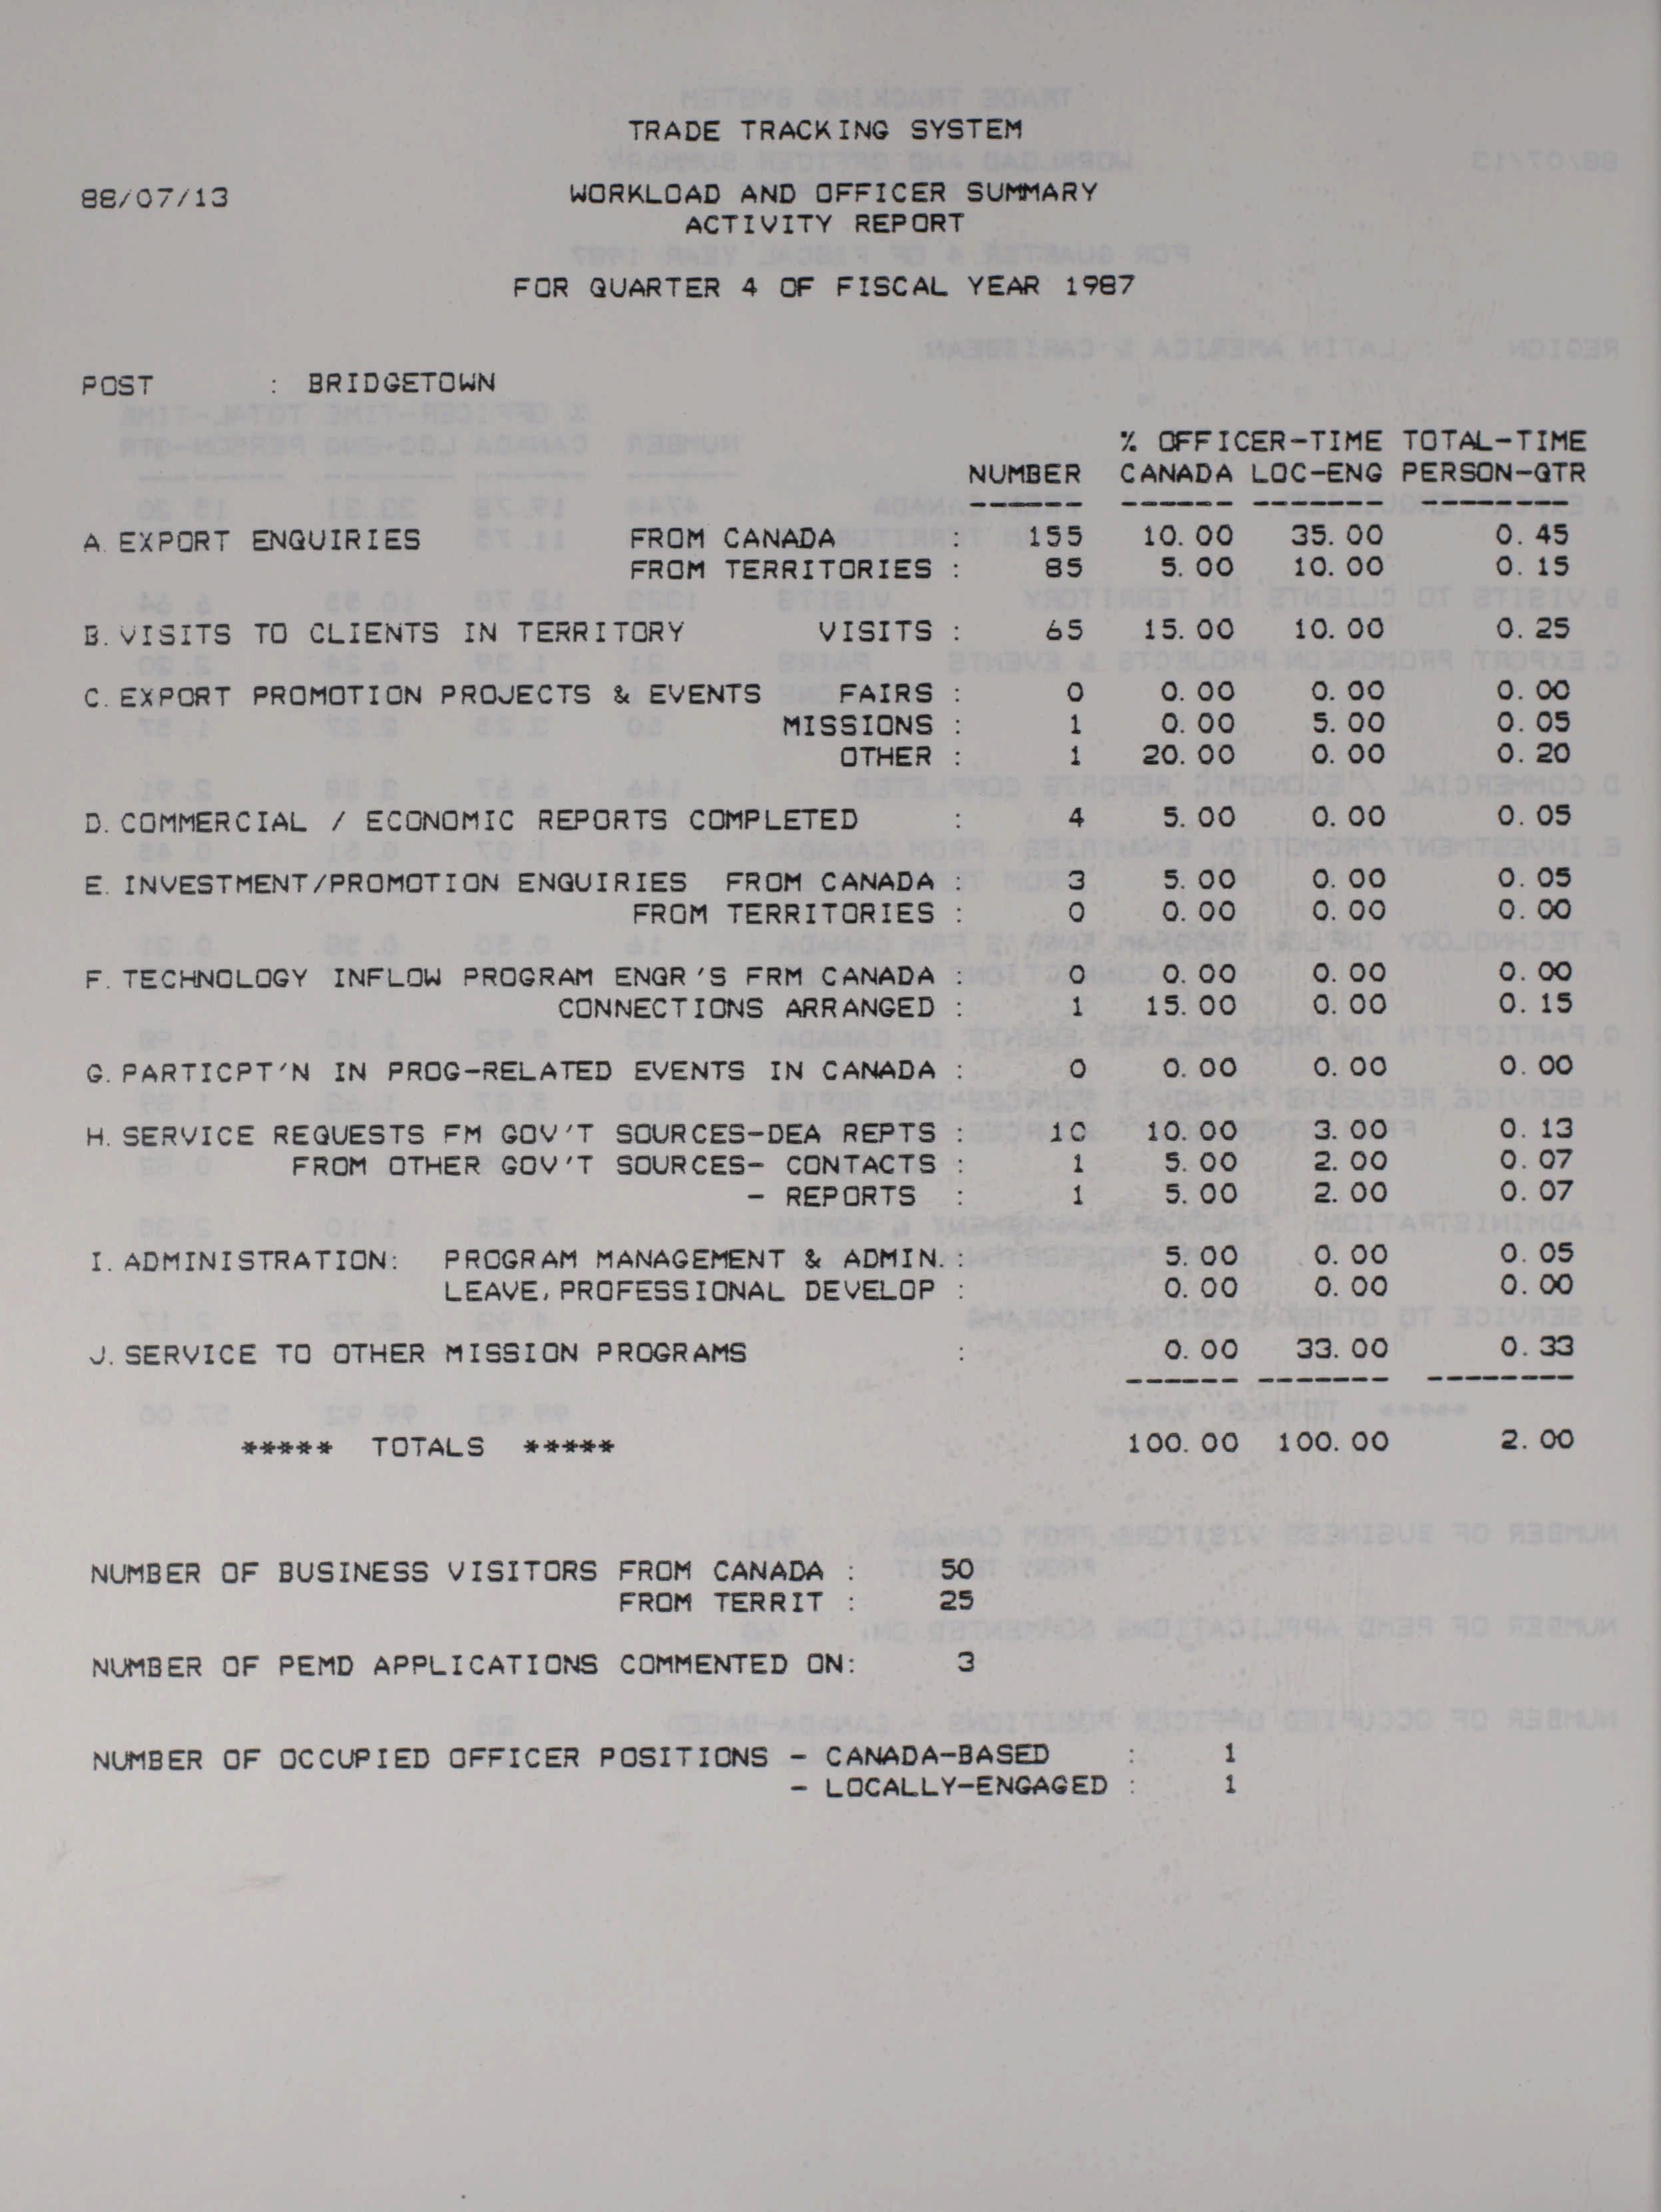 TRADE TRACKING SYSTEM
88/07/13 WORKLOAD AND OFFICER SUMMARY
ACTIVITY REPORT
FOR QUARTER 4 OF FISCAL YEAR 1987
POST : BRIDGETOWN
% OFFICER-TIME TOTAL-TIME
NUMBER CANADA LOC-ENG PERSON-QTR
------ ------ ------- --------
A. EXPORT ENQUIRIES FROM CANADA : 155 10.00 35.00 0.45
FROM TERRITORIES : 85 5.00 10.00 0.15
B. VISITS TO CLIENTS IN TERRITORY VISITS : 65 15.00 10.00 0.25
C. EXPORT PROMOTION PROJECTS & EVENTS FAIRS : 0 0.00 0.00 0.00
MISSIONS : 1 0.00 5.00 0.05
OTHER : 1 20.00 0.00 0.20
D. COMMERCIAL / ECONOMIC REPORTS COMPLETED : 4 5.00 0.00 0.05
E. INVESTMENT/PROMOTION ENQUIRIES FROM CANADA : 3 5.00 0.00 0.05
FROM TERRITORIES : 0 0.00 0.00 0.00
F. TECHNOLOGY INFLOW PROGRAM ENQR'S FRM CANADA : 0 0.00 0.00 0.00
CONNECTIONS ARRANGED : 1 15.00 0.00 0.15
G. PARTICPT'N IN PROG-RELATED EVENTS IN CANADA : 0 0.00 0.00 0.00
H. SERVICE REQUESTS FM GOV'T SOURCES-DEA REPTS : 10 10.00 3.00 0.13
FROM OTHER GOV'T SOURCES- CONTACTS : 1 5.00 2.00 0.07
- REPORTS : 1 5.00 2.00 0.07
I. ADMINISTRATION: PROGRAM MANAGEMENT & ADMIN. : 5.00 0.00 0.05
LEAVE, PROFESSIONAL DEVELOP : 0.00 0.00 0.00
J. SERVICE TO OTHER MISSION PROGRAMS : 0.00 33.00 0.33
------ ------- --------
***** TOTALS ***** 100.00 100.00 2.00
NUMBER OF BUSINESS VISITORS FROM CANADA : 50
FROM TERRIT : 25
NUMBER OF PEMD APPLICATIONS COMMENTED ON: 3
NUMBER OF OCCUPIED OFFICER POSITIONS - CANADA-BASED : 1
- LOCALLY-ENGAGED : 1